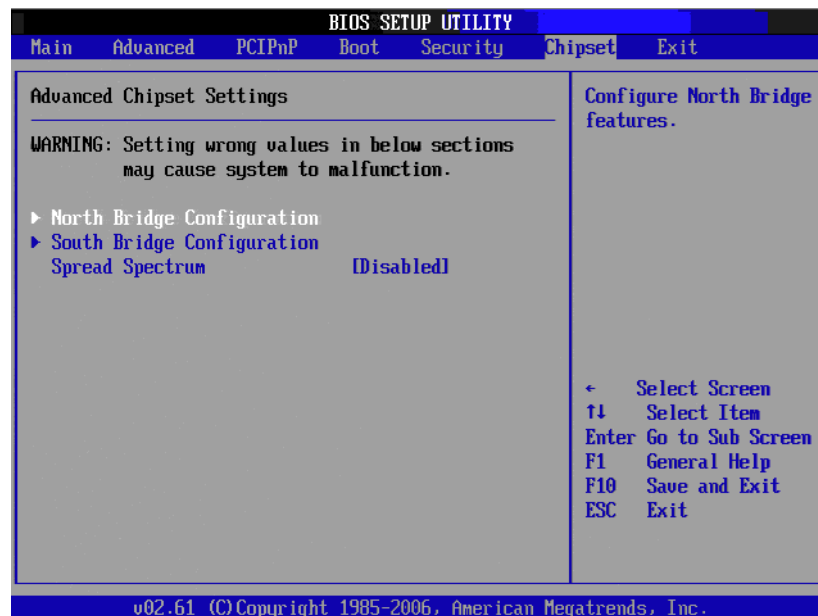 BIOS SETUP UTILITY
Main Advanced PCIPnP Boot Security Chipset Exit
Advanced Chipset Settings
WARNING: Setting wrong values in below sections
may cause system to malfunction.
▶ North Bridge Configuration
▶ South Bridge Configuration
Spread Spectrum [Disabled]
Configure North Bridge
features.
← Select Screen
↑↓ Select Item
Enter Go to Sub Screen
F1 General Help
F10 Save and Exit
ESC Exit
v02.61 (C)Copyright 1985-2006, American Megatrends, Inc.